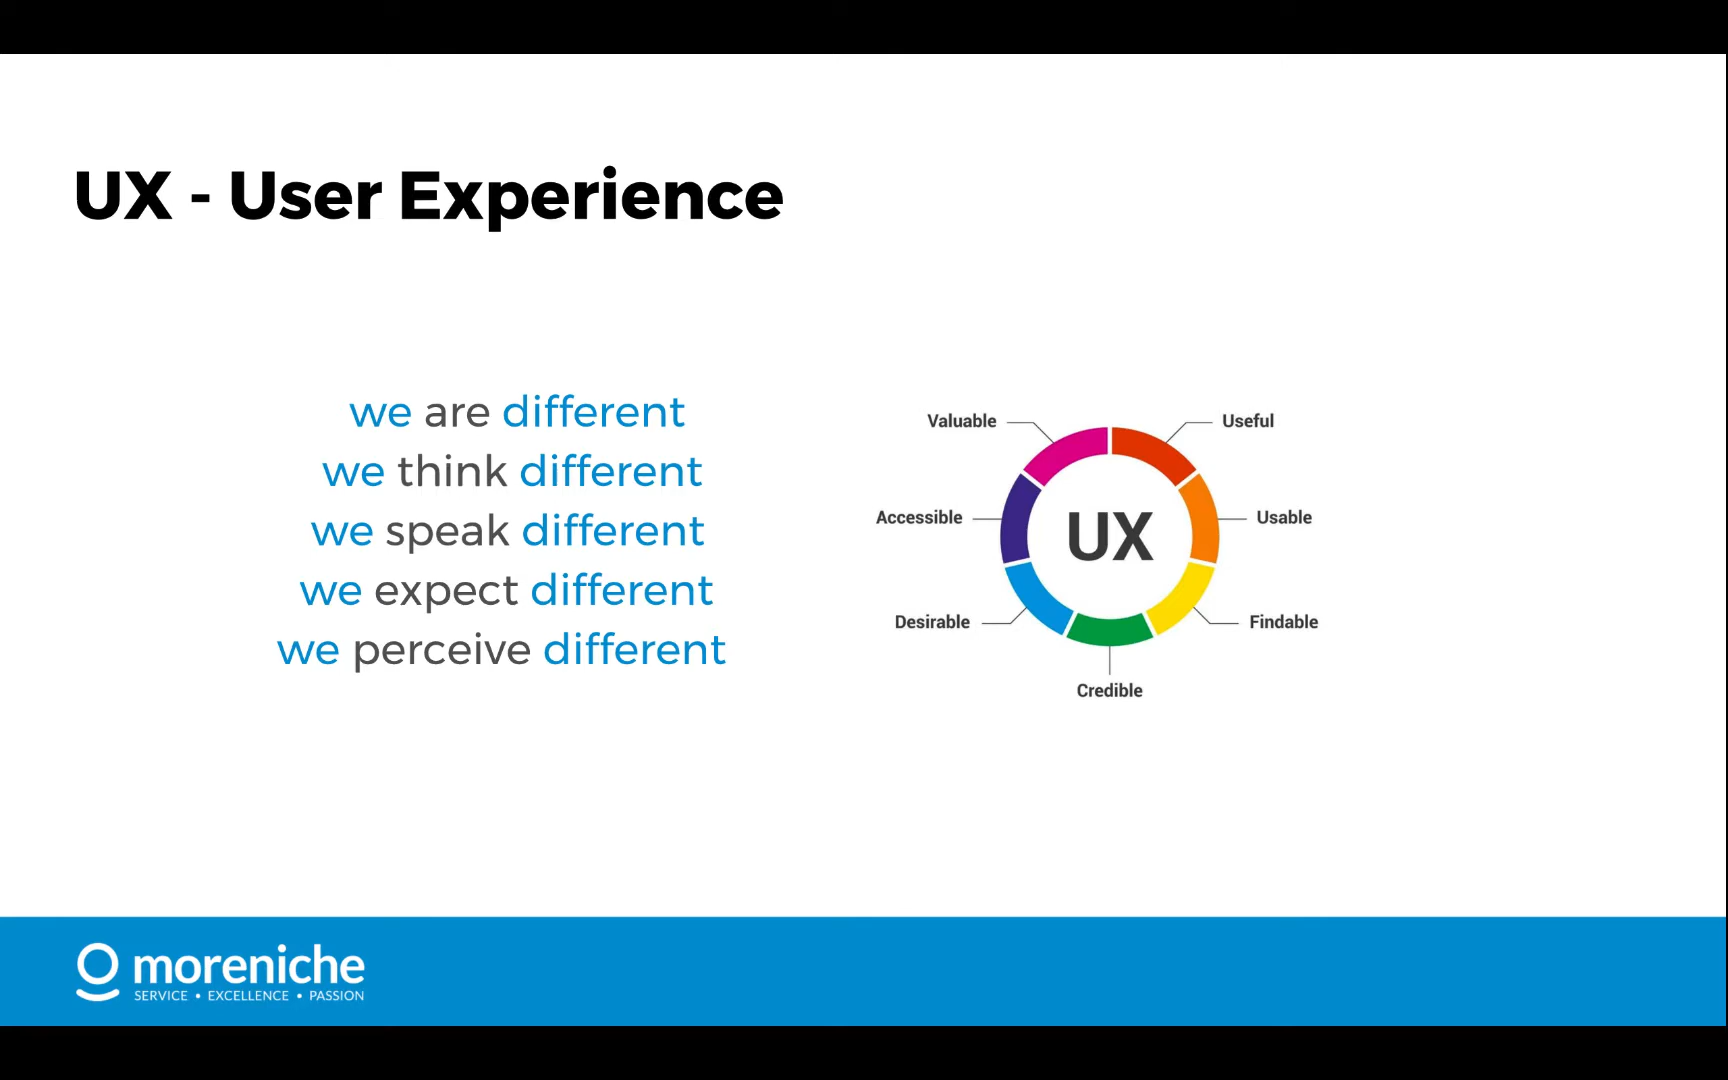 UX - User Experience
we are different
we think different
we speak different
we expect different
we perceive different
Valuable
Useful
Accessible
UX
Usable
Desirable
Findable
Credible
moreniche
SERVICE • EXCELLENCE • PASSION